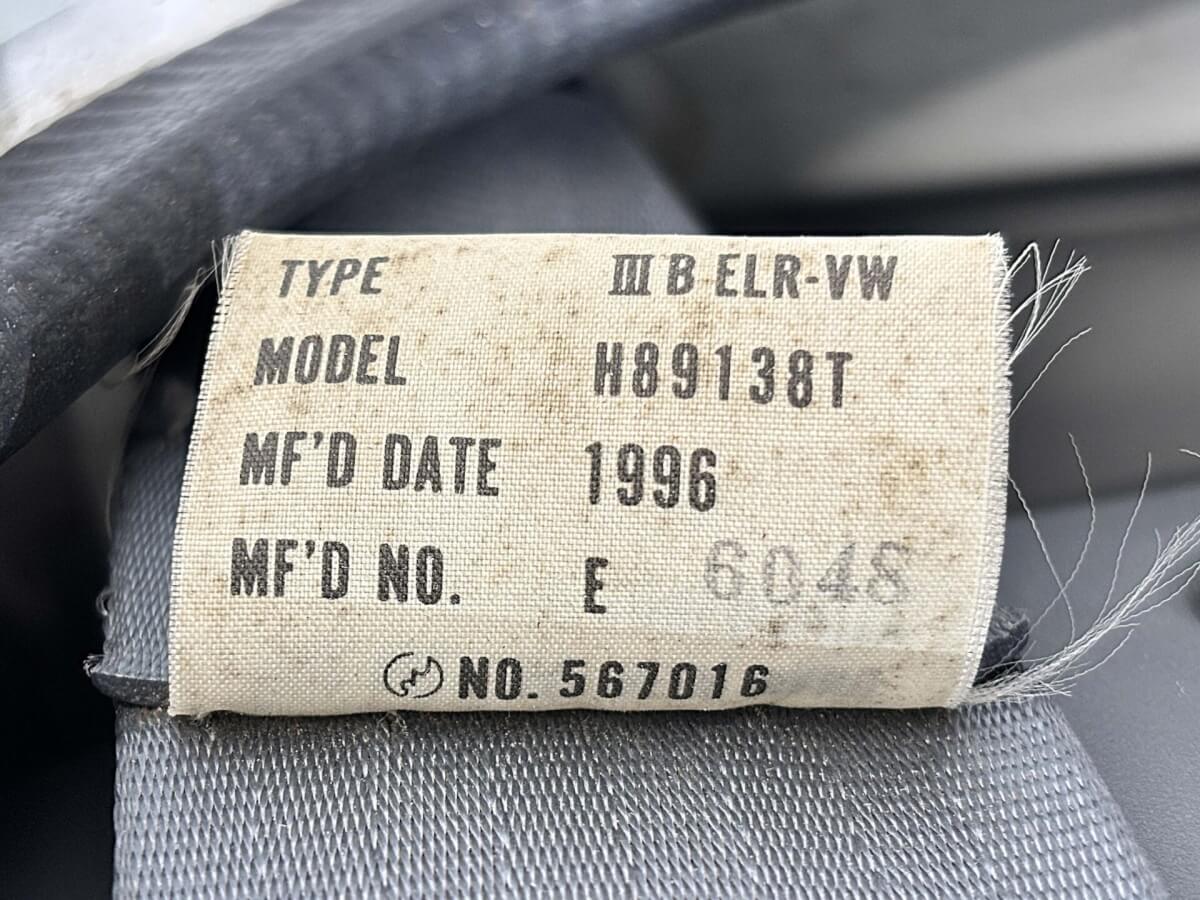 TYPE Ⅲ B ELR-VW
MODEL H89138T
MF'D DATE 1996
MF'D NO. E 6048
NO. 567016